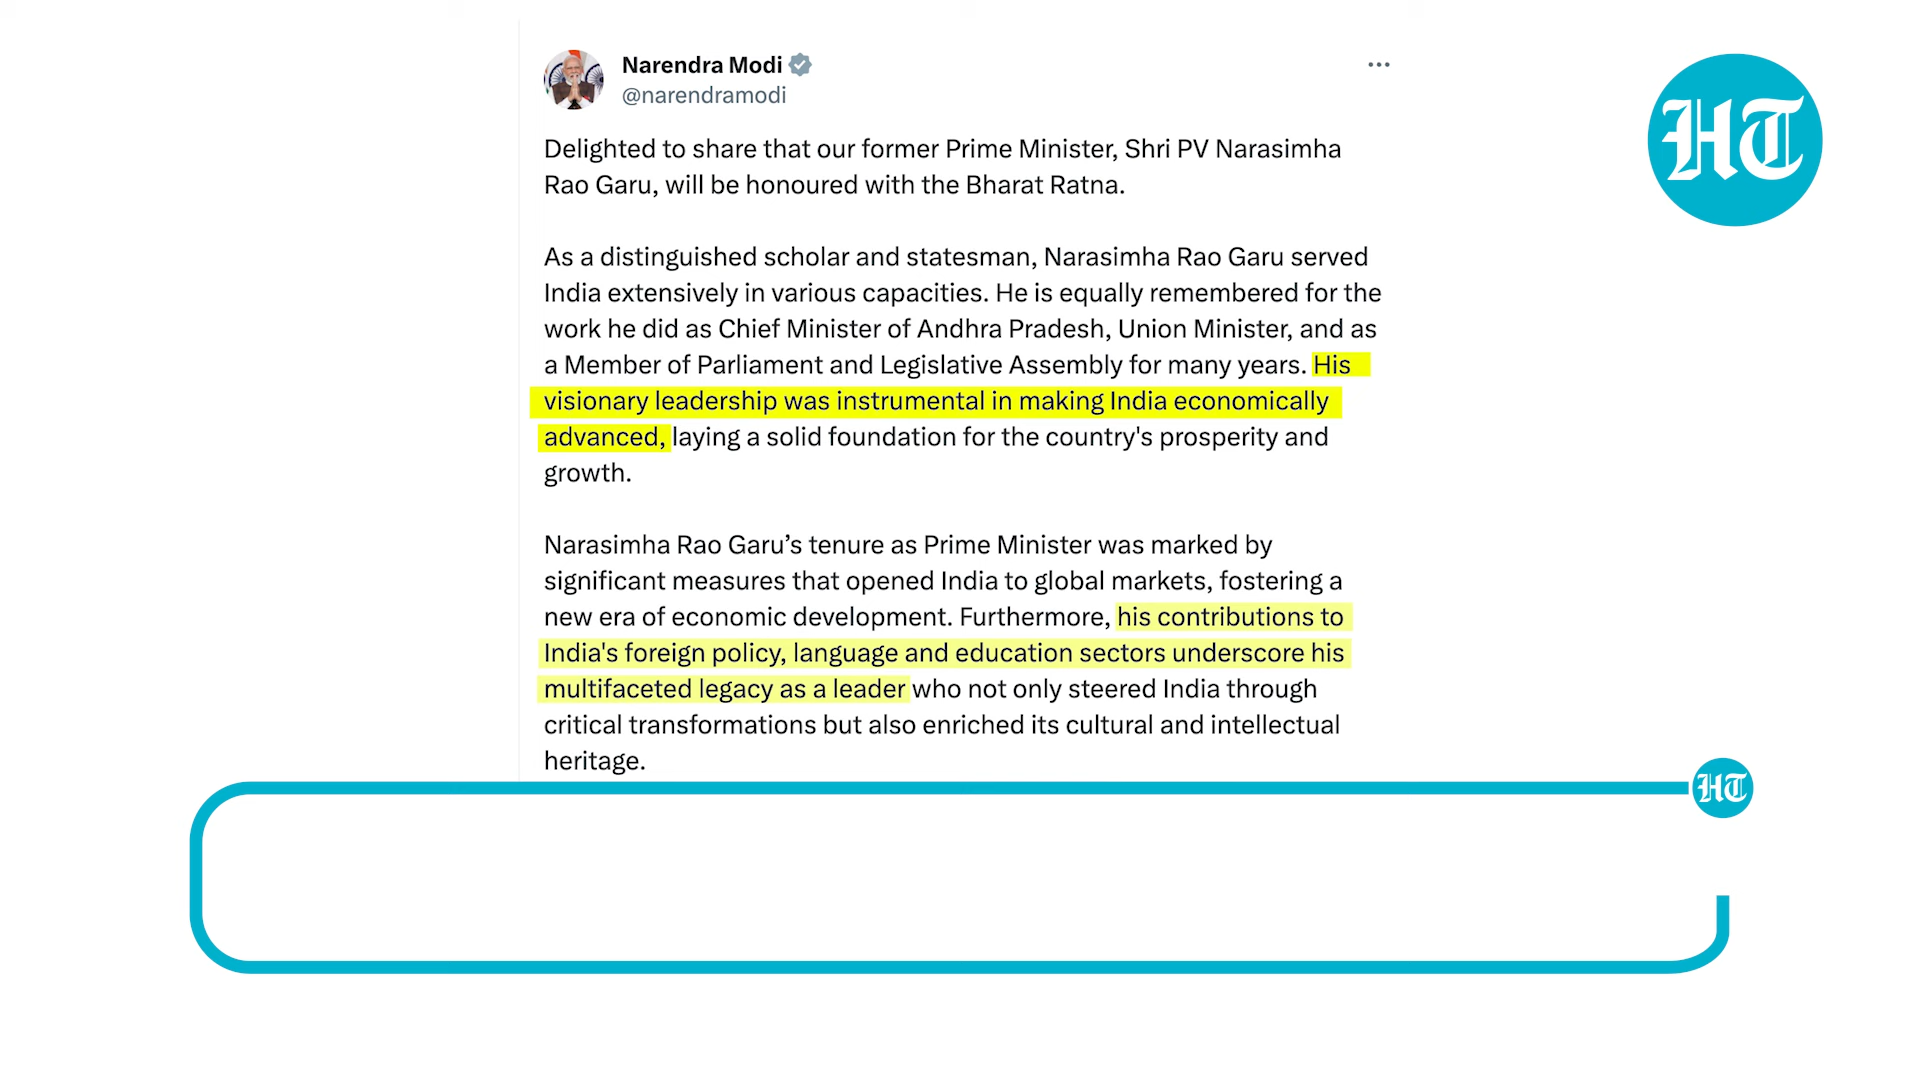 Narendra Modi
@narendramodi
Delighted to share that our former Prime Minister, Shri PV Narasimha
Rao Garu, will be honoured with the Bharat Ratna.
As a distinguished scholar and statesman, Narasimha Rao Garu served
India extensively in various capacities. He is equally remembered for the
work he did as Chief Minister of Andhra Pradesh, Union Minister, and as
a Member of Parliament and Legislative Assembly for many years. His
visionary leadership was instrumental in making India economically
advanced, laying a solid foundation for the country's prosperity and
growth.
Narasimha Rao Garu’s tenure as Prime Minister was marked by
significant measures that opened India to global markets, fostering a
new era of economic development. Furthermore, his contributions to
India's foreign policy, language and education sectors underscore his
multifaceted legacy as a leader who not only steered India through
critical transformations but also enriched its cultural and intellectual
heritage.
HT
HT